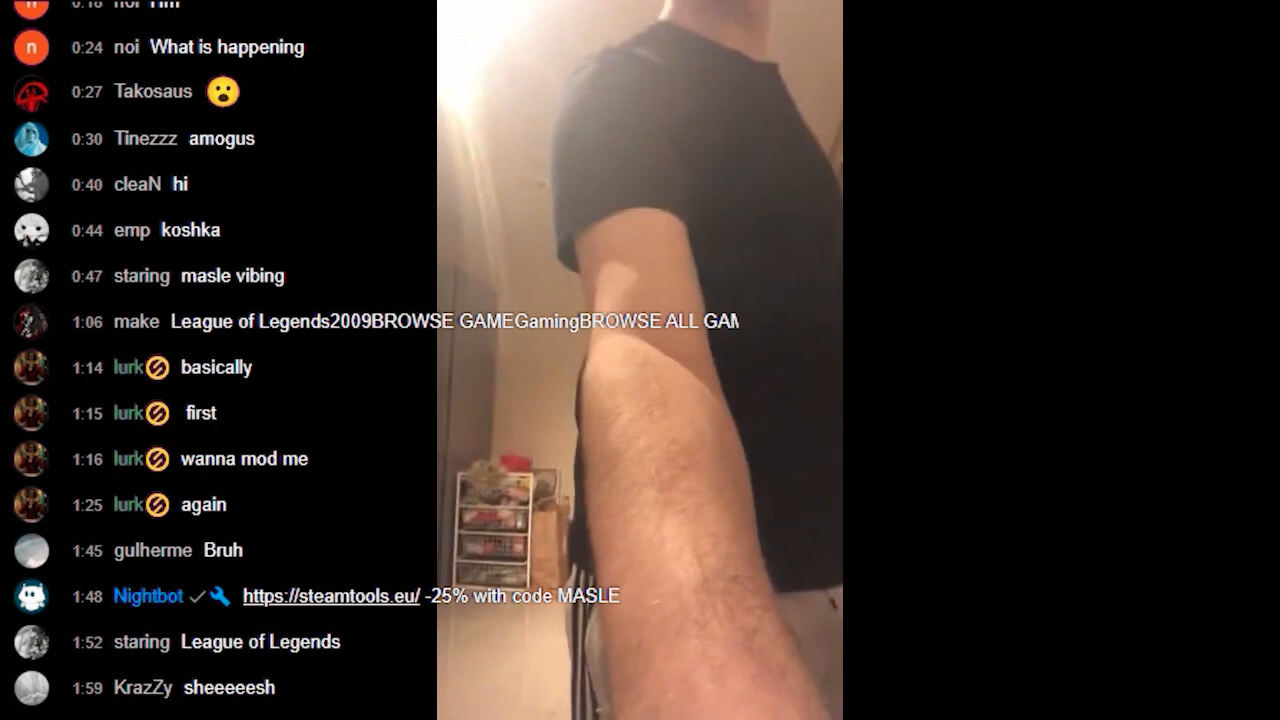 0:18 noi
n 0:24 noi What is happening
0:27 Takosaus
0:30 Tinezzz amogus
0:40 cleaN hi
0:44 emp koshka
0:47 staring masle vibing
1:06 make League of Legends2009BROWSE GAMEGamingBROWSE ALL
1:14 lurk basically
1:15 lurk first
1:16 lurk wanna mod me
1:25 lurk again
1:45 gulherme Bruh
1:48 Nightbot https://steamtools.eu/ -25% with code MASLE
1:52 staring League of Legends
1:59 KrazZy sheeeeesh